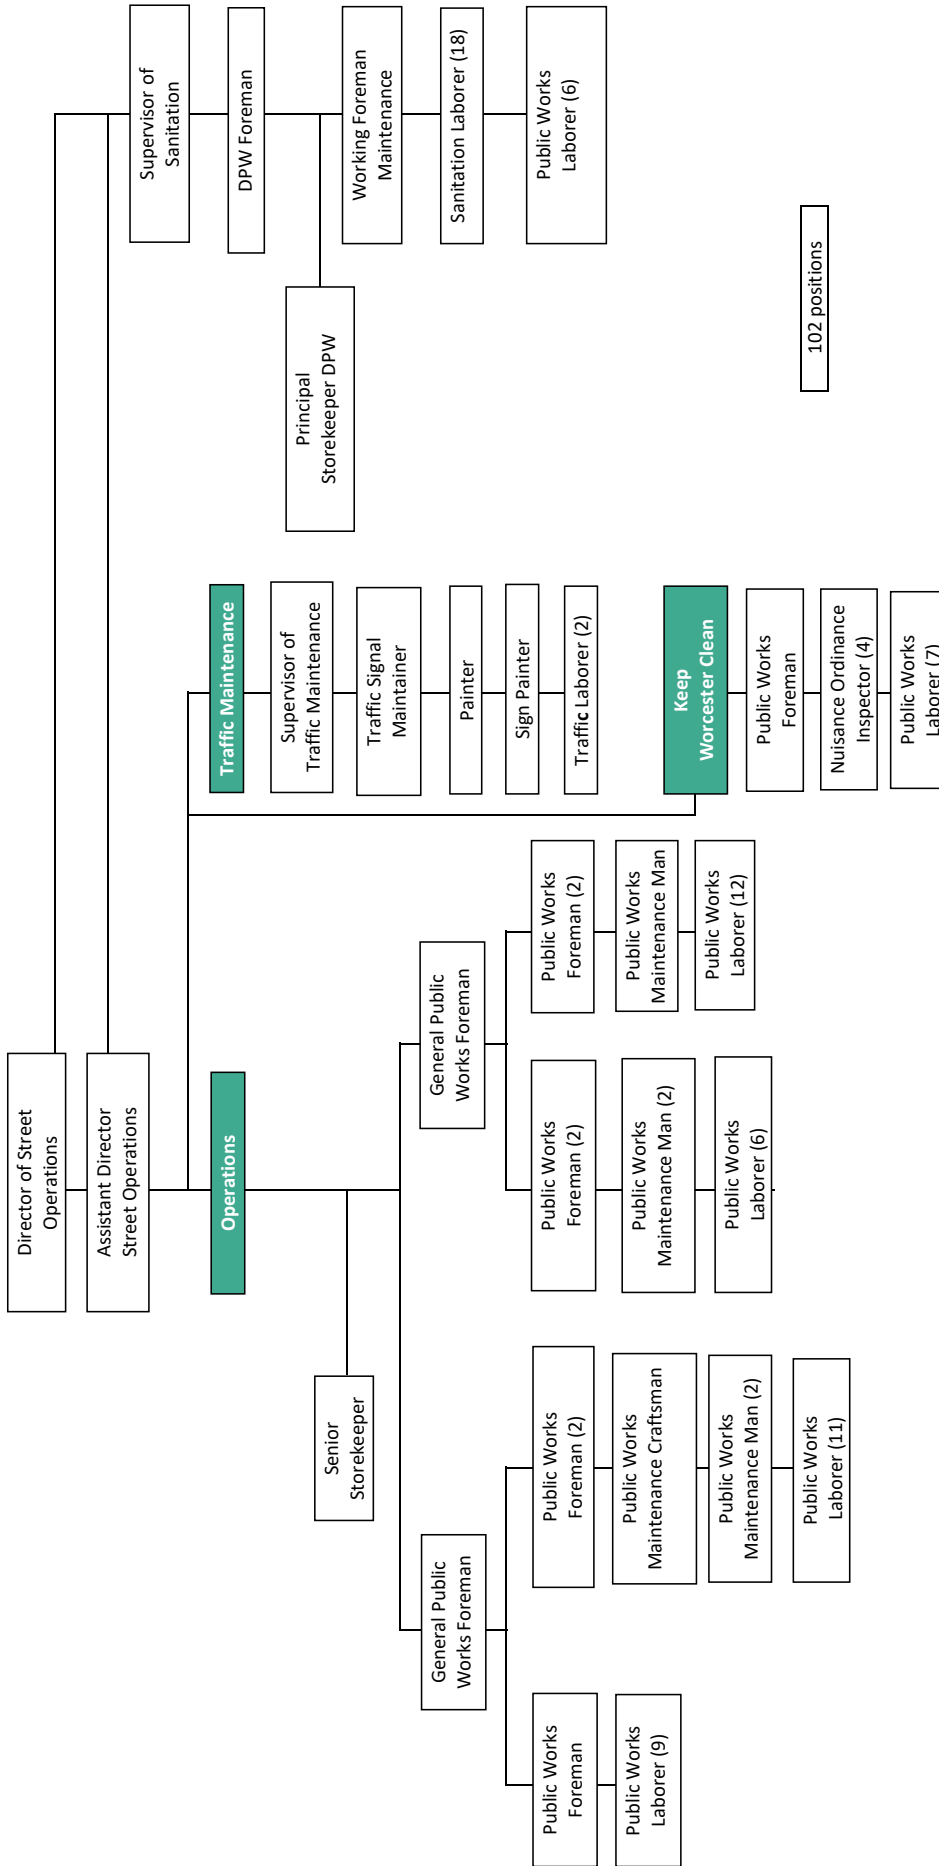 Director of Street
Operations
Assistant Director
Street Operations
Operations
Senior
Storekeeper
General Public
Works Foreman
Public Works
Foreman
Public Works
Laborer (9)
Public Works
Foreman (2)
Public Works
Maintenance Craftsman
Public Works
Maintenance Man (2)
Public Works
Laborer (11)
General Public
Works Foreman
Public Works
Foreman (2)
Public Works
Maintenance Man (2)
Public Works
Laborer (6)
Public Works
Foreman (2)
Public Works
Maintenance Man
Public Works
Laborer (12)
Traffic Maintenance
Supervisor of
Traffic Maintenance
Traffic Signal
Maintainer
Painter
Sign Painter
Traffic Laborer (2)
Keep
Worcester Clean
Public Works
Foreman
Nuisance Ordinance
Inspector (4)
Public Works
Laborer (7)
Supervisor of
Sanitation
DPW Foreman
Principal
Storekeeper DPW
Working Foreman
Maintenance
Sanitation Laborer (18)
Public Works
Laborer (6)
102 positions